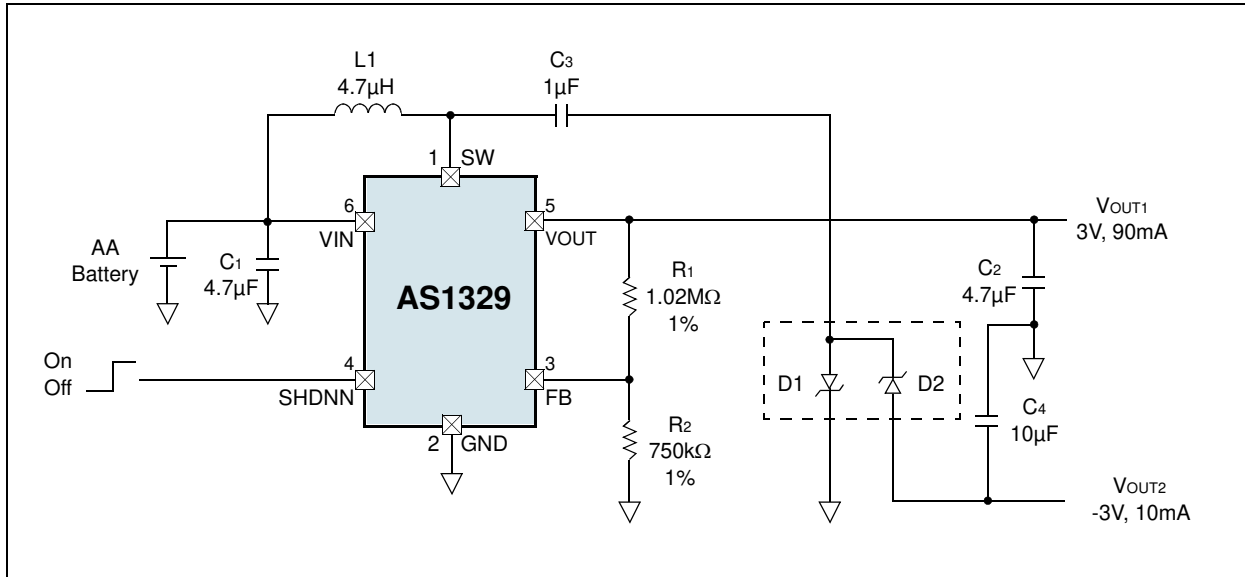 L1
4.7µH
C3
1µF
1
SW
6
VIN
5
VOUT
VOUT1
3V, 90mA
AA
Battery
C1
4.7µF
AS1329
R1
1.02MΩ
1%
C2
4.7µF
On
Off
4
SHDNN
3
FB
D1
D2
C4
10µF
2
GND
R2
750kΩ
1%
VOUT2
-3V, 10mA